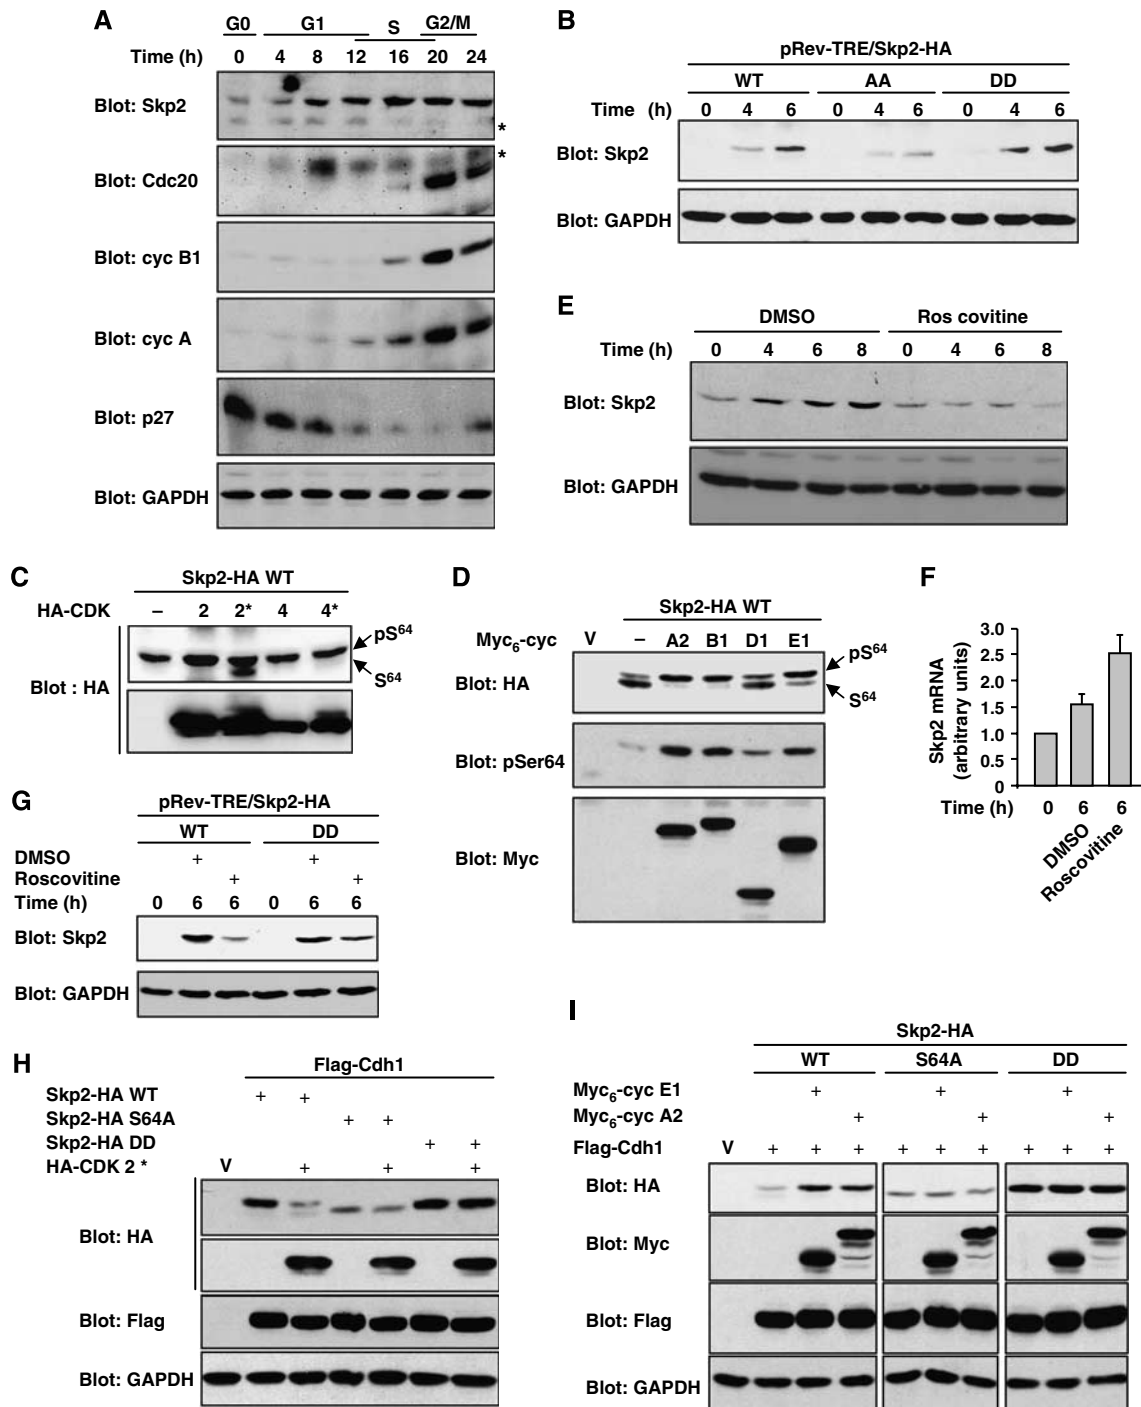 A
G0 G1 S G2/M
Time (h) 0 4 8 12 16 20 24
Blot: Skp2
*
*
Blot: Cdc20
Blot: cyc B1
Blot: cyc A
Blot: p27
Blot: GAPDH
B
pRev-TRE/Skp2-HA
WT AA DD
Time (h) 0 4 6 0 4 6 0 4 6
Blot: Skp2
Blot: GAPDH
E
DMSO Ros covitine
Time (h) 0 4 6 8 0 4 6 8
Blot: Skp2
Blot: GAPDH
C
Skp2-HA WT
HA-CDK – 2 2* 4 4*
pS64
S64
Blot : HA
D
Skp2-HA WT
Myc6-cyc V – A2 B1 D1 E1
pS64
Blot: HA
S64
Blot: pSer64
Blot: Myc
F
Skp2 mRNA
(arbitrary units)
3.0
2.5
2.0
1.5
1.0
0.5
0
Time (h) 0 6 6
DMSO
Roscovitine
G
pRev-TRE/Skp2-HA
WT DD
DMSO + +
Roscovitine + +
Time (h) 0 6 6 0 6 6
Blot: Skp2
Blot: GAPDH
H
Flag-Cdh1
Skp2-HA WT + +
Skp2-HA S64A + +
Skp2-HA DD + +
HA-CDK 2 * V + + +
Blot: HA
Blot: Flag
Blot: GAPDH
I
Skp2-HA
WT S64A DD
Myc6-cyc E1 + + +
Myc6-cyc A2 + + +
Flag-Cdh1 V + + + + + + + + +
Blot: HA
Blot: Myc
Blot: Flag
Blot: GAPDH